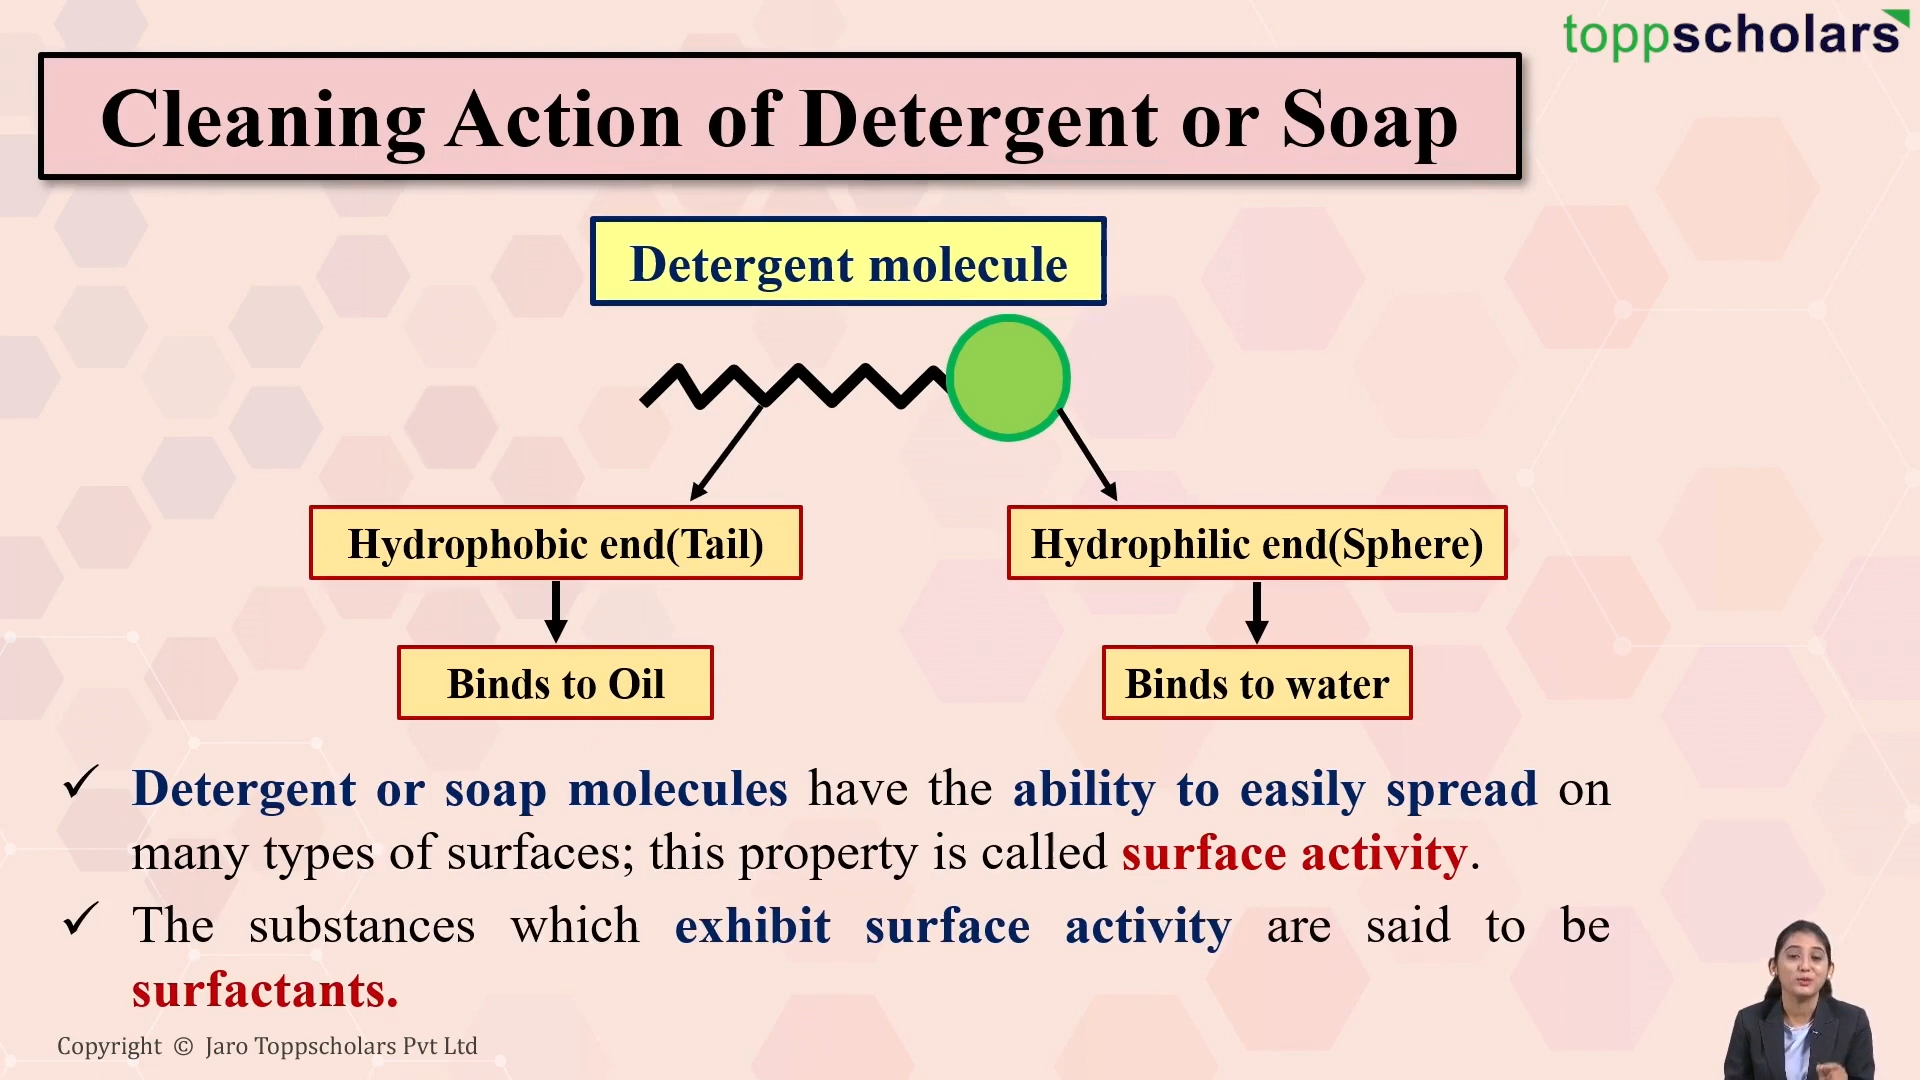 toppscholars
Cleaning Action of Detergent or Soap
Detergent molecule
Hydrophobic end(Tail)
Hydrophilic end(Sphere)
Binds to Oil
Binds to water
✓ Detergent or soap molecules have the ability to easily spread on
many types of surfaces; this property is called surface activity.
✓ The substances which exhibit surface activity are said to be
surfactants.
Copyright © Jaro Toppscholars Pvt Ltd